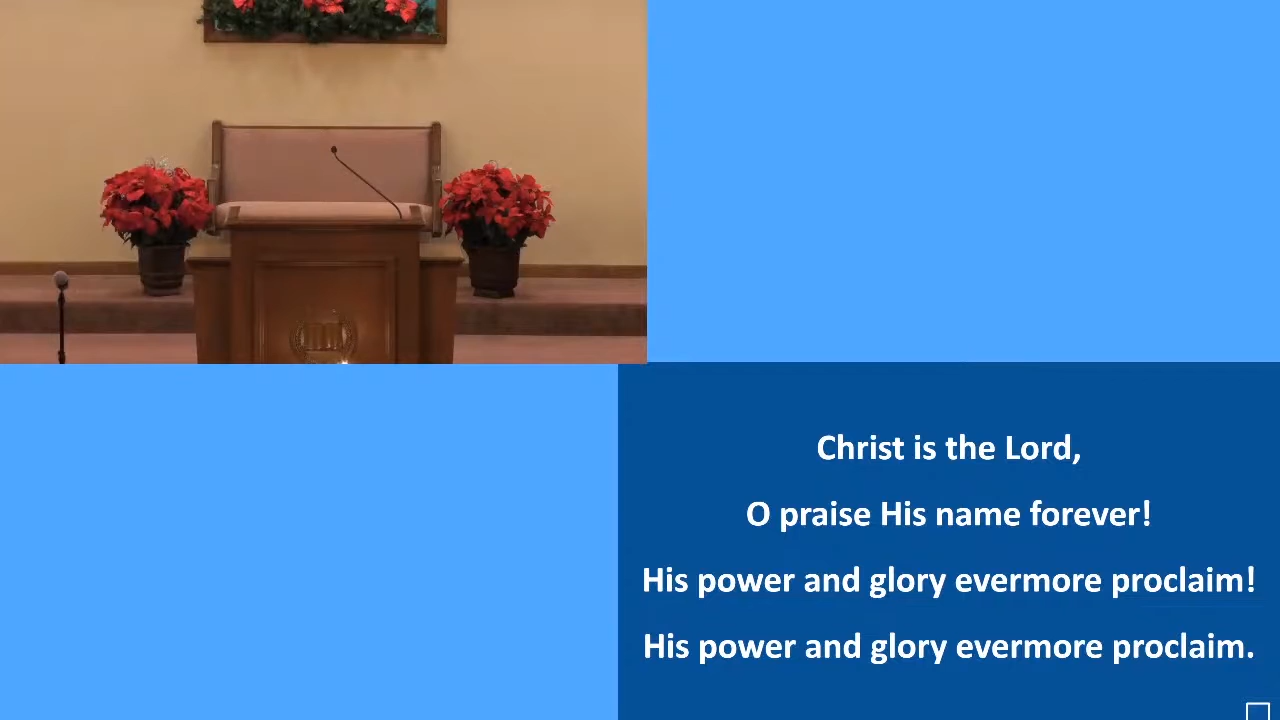 Christ is the Lord,
O praise His name forever!
His power and glory evermore proclaim!
His power and glory evermore proclaim.